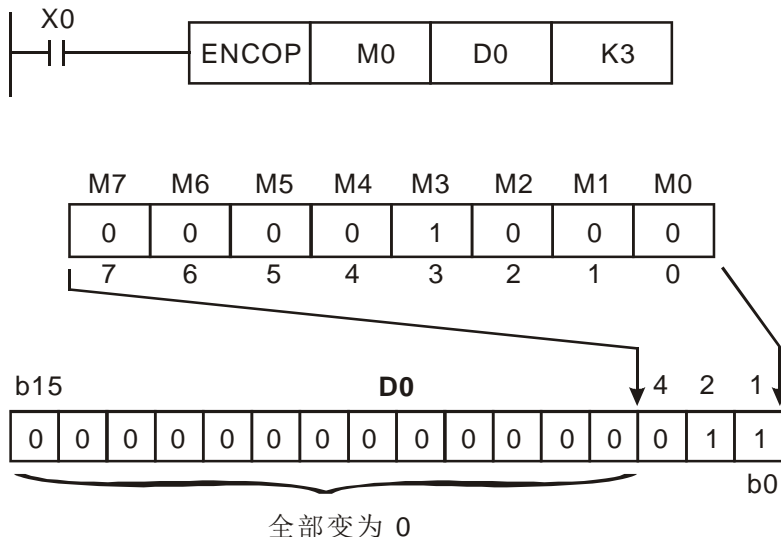 X0
ENCOP M0 D0 K3
M7 M6 M5 M4 M3 M2 M1 M0
0 0 0 0 1 0 0 0
7 6 5 4 3 2 1 0
b15 D0 4 2 1
0 0 0 0 0 0 0 0 0 0 0 0 0 0 1 1
b0
全部变为 0